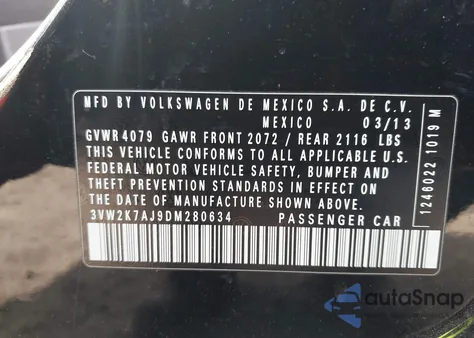 MFD BY VOLKSWAGEN DE MEXICO S.A. DE C.V.
MEXICO 03/13
GVWR 4079 GAWR FRONT 2072 / REAR 2116 LBS
THIS VEHICLE CONFORMS TO ALL APPLICABLE U.S.
FEDERAL MOTOR VEHICLE SAFETY, BUMPER AND
THEFT PREVENTION STANDARDS IN EFFECT ON
THE DATE OF MANUFACTURE SHOWN ABOVE.
3VW2K7AJ9DM280634 PASSENGER CAR
1246022 1019 M
autoSnap